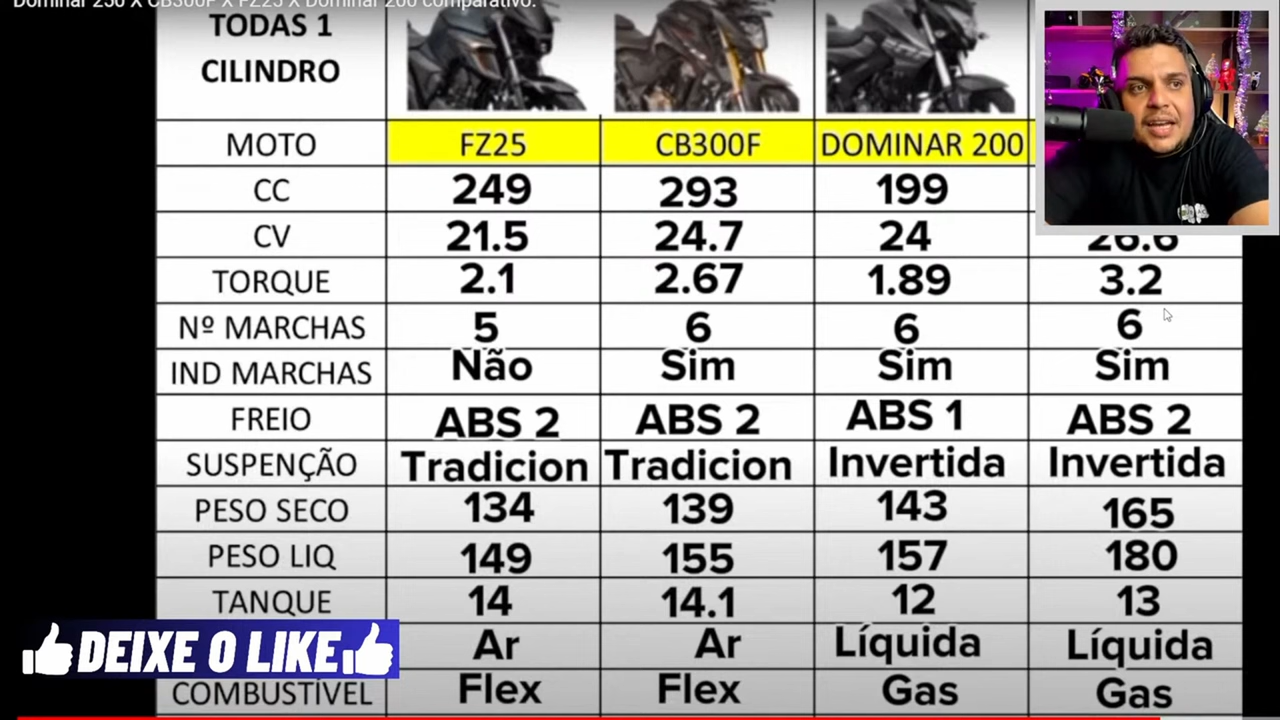 Dominar 250 X CB300F X FZ25 X Dominar 200 comparativo.
TODAS 1
CILINDRO
MOTO FZ25 CB300F DOMINAR 200
CC 249 293 199
CV 21.5 24.7 24 26.6
TORQUE 2.1 2.67 1.89 3.2
Nº MARCHAS 5 6 6 6
IND MARCHAS Não Sim Sim Sim
FREIO ABS 2 ABS 2 ABS 1 ABS 2
SUSPENÇÃO Tradicion Tradicion Invertida Invertida
PESO SECO 134 139 143 165
PESO LIQ 149 155 157 180
TANQUE 14 14.1 12 13
DEIXE O LIKE Ar Ar Líquida Líquida
COMBUSTÍVEL Flex Flex Gas Gas